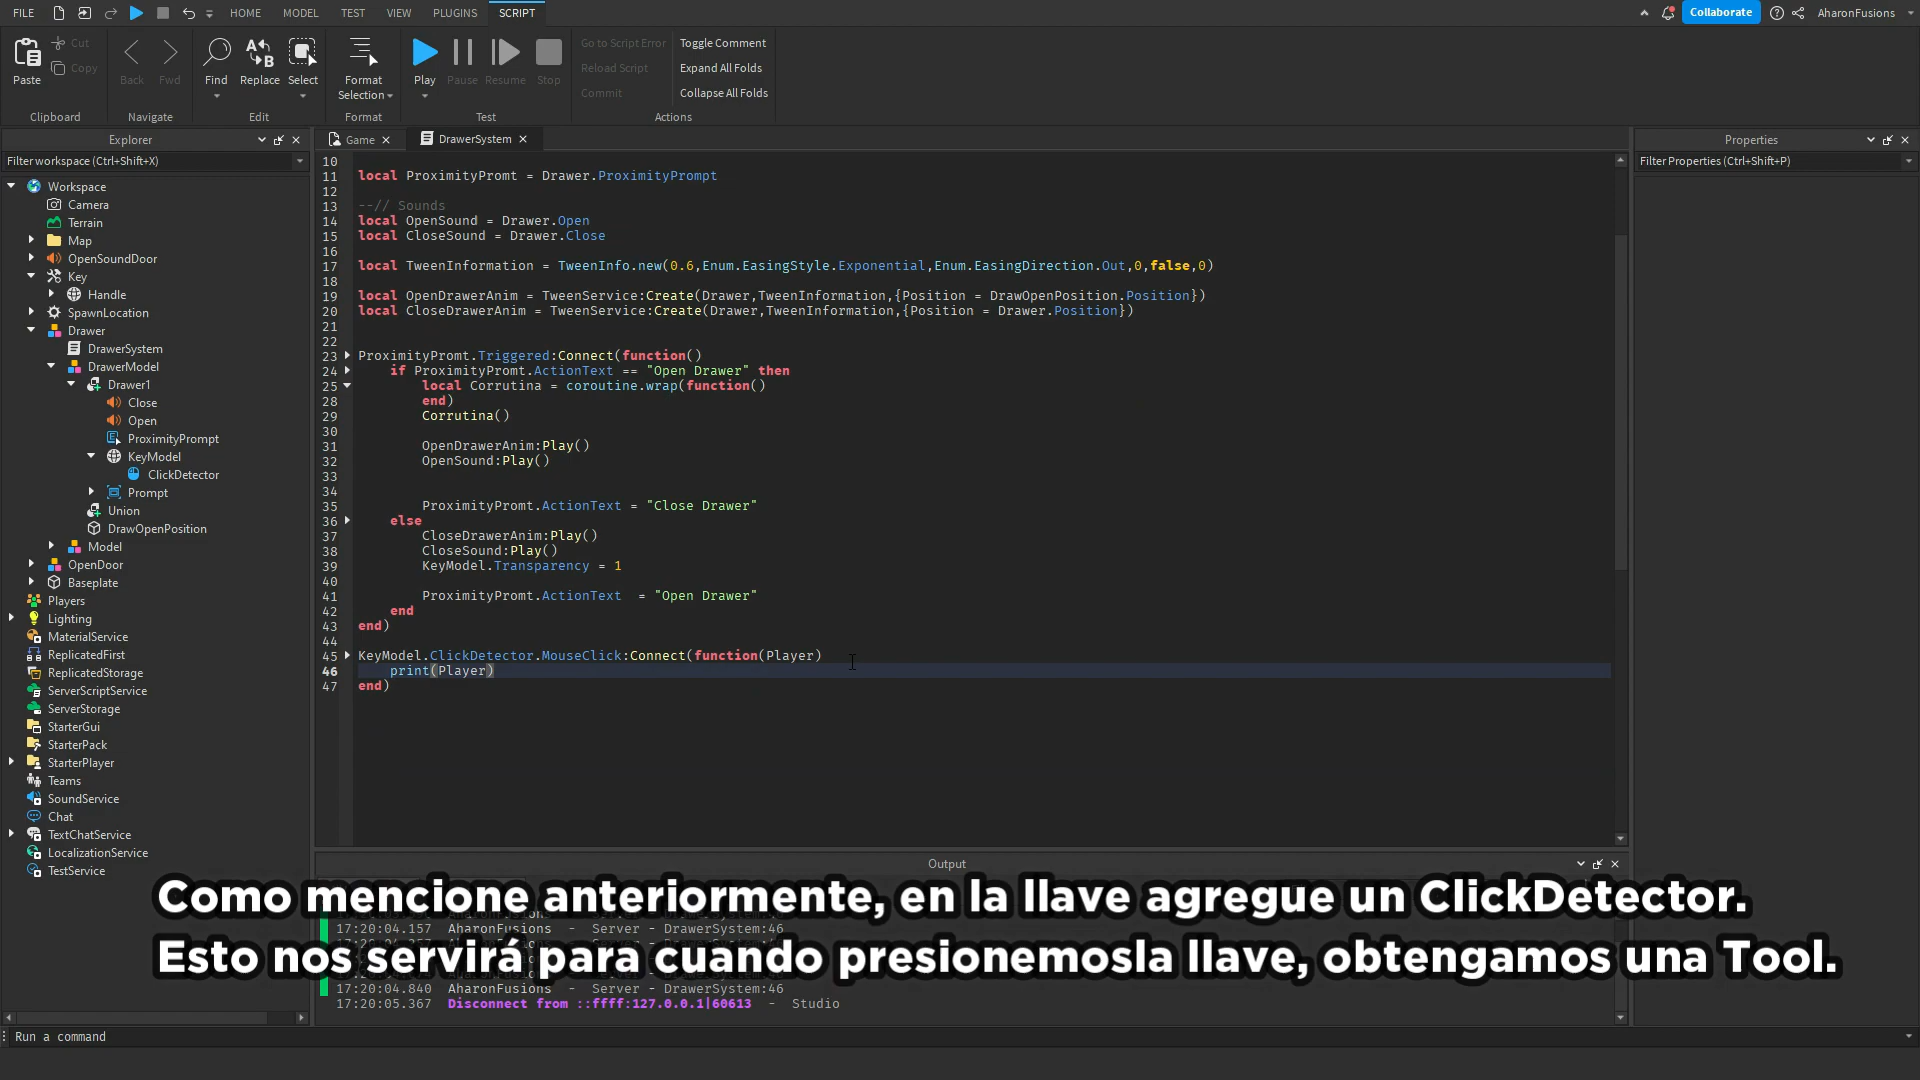 FILE HOME MODEL TEST VIEW PLUGINS SCRIPT Collaborate AharonFusions
Paste Cut Copy Back Fwd Find Replace Select Format Selection Play Pause Resume Stop Go to Script Error Reload Script Commit Toggle Comment Expand All Folds Collapse All Folds
Clipboard Navigate Edit Format Test Actions
Explorer
Filter workspace (Ctrl+Shift+X)
Workspace
Camera
Terrain
Map
OpenSoundDoor
Key
Handle
SpawnLocation
Drawer
DrawerSystem
DrawerModel
Drawer1
Close
Open
ProximityPrompt
KeyModel
ClickDetector
Prompt
Union
DrawOpenPosition
Model
OpenDoor
Baseplate
Players
Lighting
MaterialService
ReplicatedFirst
ReplicatedStorage
ServerScriptService
ServerStorage
StarterGui
StarterPack
StarterPlayer
Teams
SoundService
Chat
TextChatService
LocalizationService
TestService
Game DrawerSystem
10
11 local ProximityPromt = Drawer.ProximityPrompt
12
13 --// Sounds
14 local OpenSound = Drawer.Open
15 local CloseSound = Drawer.Close
16
17 local TweenInformation = TweenInfo.new(0.6,Enum.EasingStyle.Exponential,Enum.EasingDirection.Out,0,false,0)
18
19 local OpenDrawerAnim = TweenService:Create(Drawer,TweenInformation,{Position = DrawOpenPosition.Position})
20 local CloseDrawerAnim = TweenService:Create(Drawer,TweenInformation,{Position = Drawer.Position})
21
22
23 ProximityPromt.Triggered:Connect(function()
24 if ProximityPromt.ActionText == "Open Drawer" then
25 local Corrutina = coroutine.wrap(function()
28 end)
29 Corrutina()
30
31 OpenDrawerAnim:Play()
32 OpenSound:Play()
33
34
35 ProximityPromt.ActionText = "Close Drawer"
36 else
37 CloseDrawerAnim:Play()
38 CloseSound:Play()
39 KeyModel.Transparency = 1
40
41 ProximityPromt.ActionText  = "Open Drawer"
42 end
43 end)
44
45 KeyModel.ClickDetector.MouseClick:Connect(function(Player)
46 print(Player)
47 end)
Properties
Filter Properties (Ctrl+Shift+P)
Output
Como mencione anteriormente, en la llave agregue un ClickDetector.
17:20:04.157 AharonFusions - Server - DrawerSystem:46
Esto nos servirá para cuando presionemosla llave, obtengamos una Tool.
17:20:04.840 AharonFusions - Server - DrawerSystem:46
17:20:05.367 Disconnect from ::ffff:127.0.0.1|60613 - Studio
Run a command